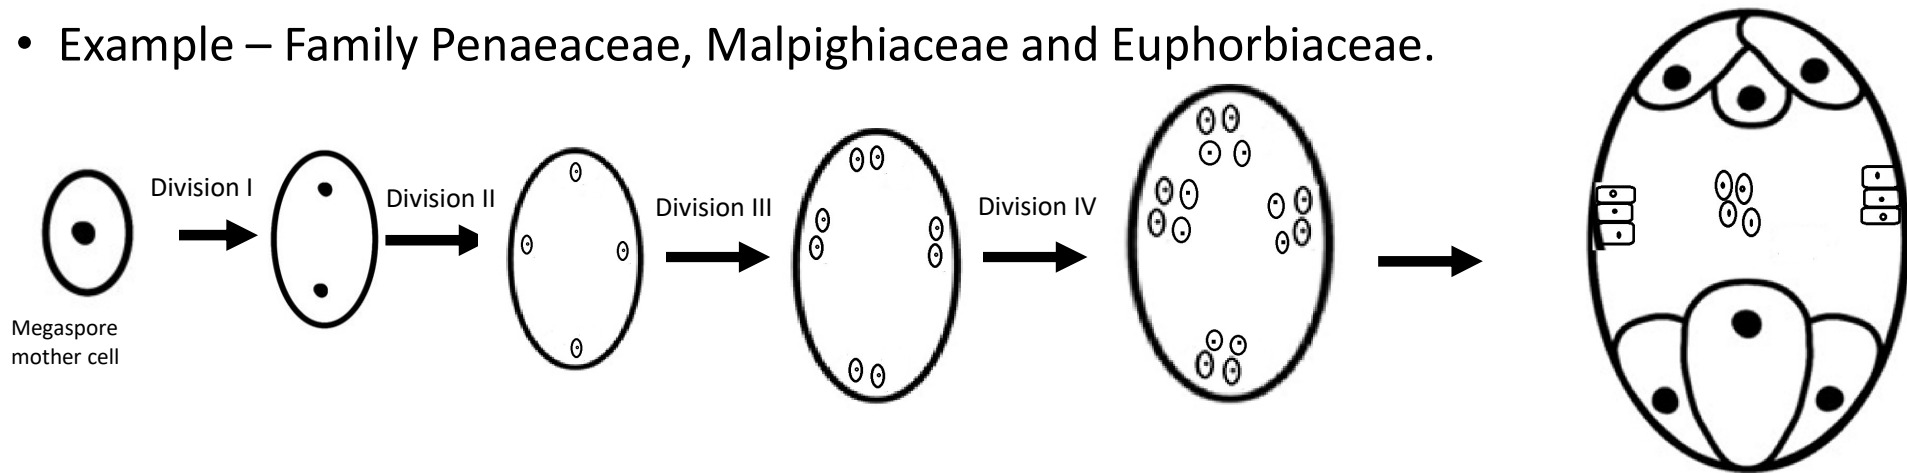 • Example – Family Penaeaceae, Malpighiaceae and Euphorbiaceae.
Division I
Division II
Division III
Division IV
Megaspore
mother cell